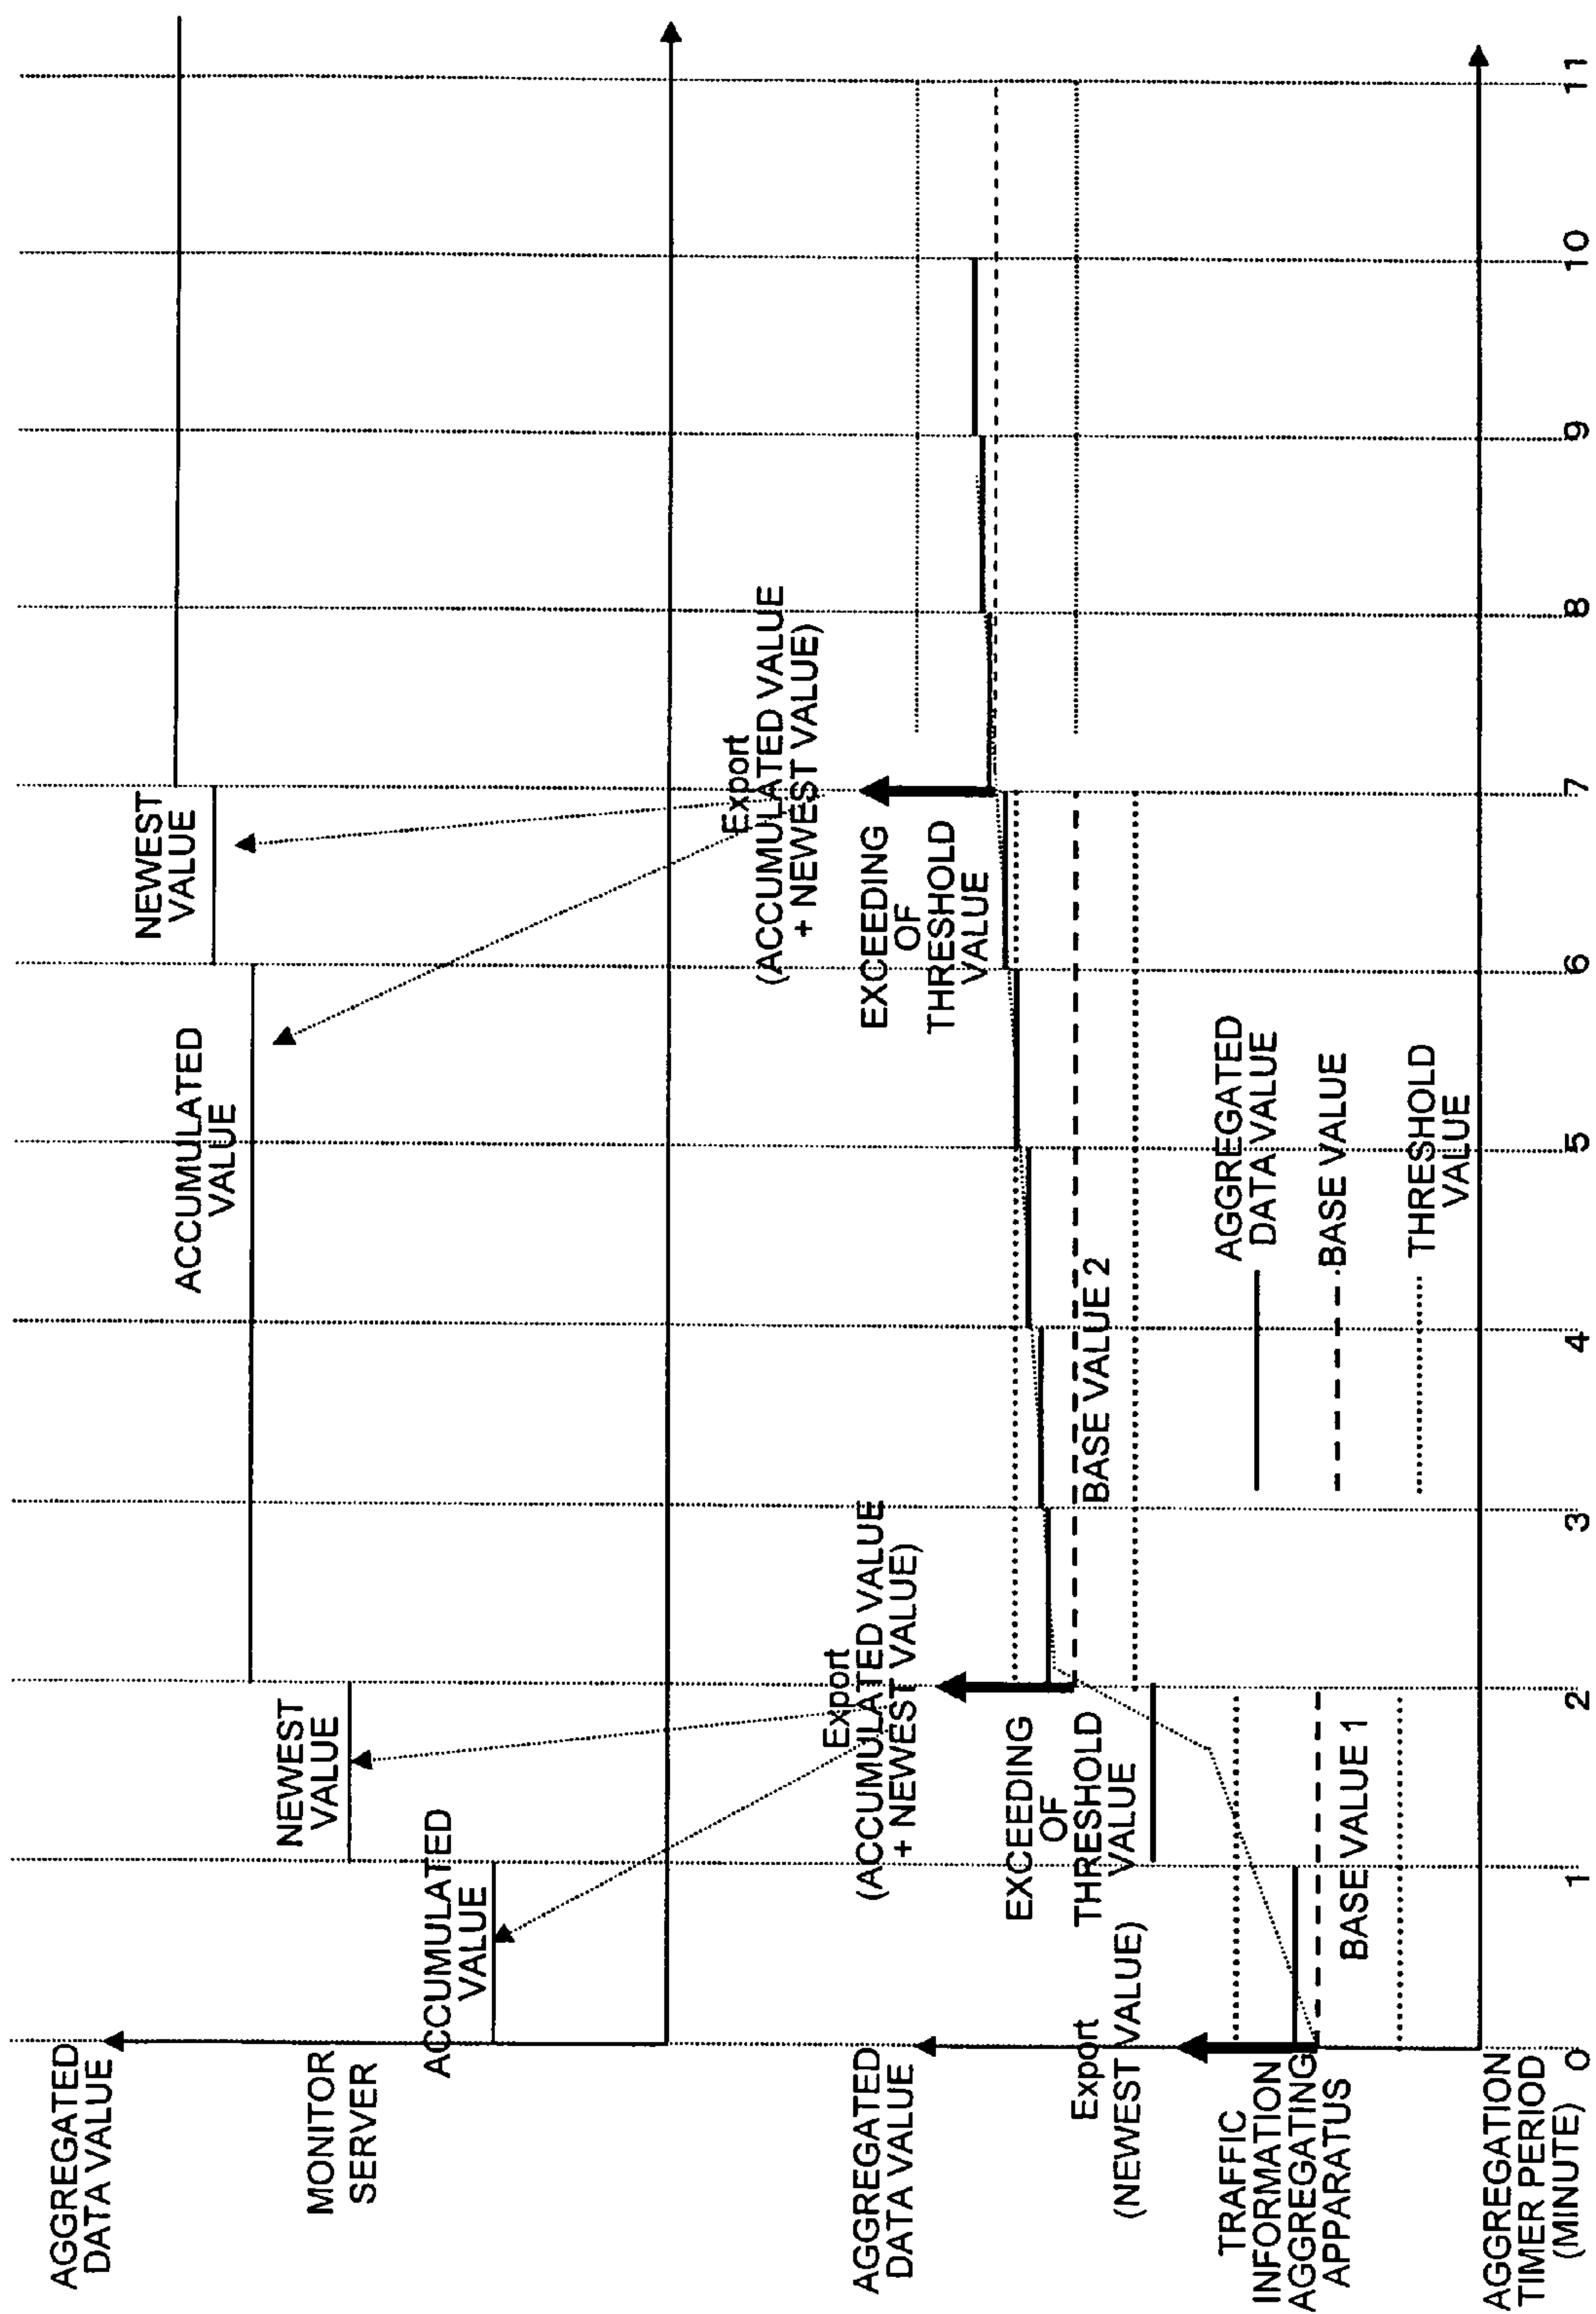 AGGREGATED
DATA VALUE
MONITOR
SERVER
ACCUMULATED
VALUE
NEWEST
VALUE
ACCUMULATED
VALUE
NEWEST
VALUE
AGGREGATED
DATA VALUE
Export
(NEWEST VALUE)
Export
(ACCUMULATED VALUE
+ NEWEST VALUE)
EXCEEDING
OF
THRESHOLD
VALUE
Export
(ACCUMULATED VALUE
+ NEWEST VALUE)
EXCEEDING
OF
THRESHOLD
VALUE
TRAFFIC
INFORMATION
AGGREGATING
APPARATUS
BASE VALUE 1
BASE VALUE 2
AGGREGATED
DATA VALUE
BASE VALUE
THRESHOLD
VALUE
AGGREGATION
TIMER PERIOD
(MINUTE)
0 1 2 3 4 5 6 7 8 9 10 11